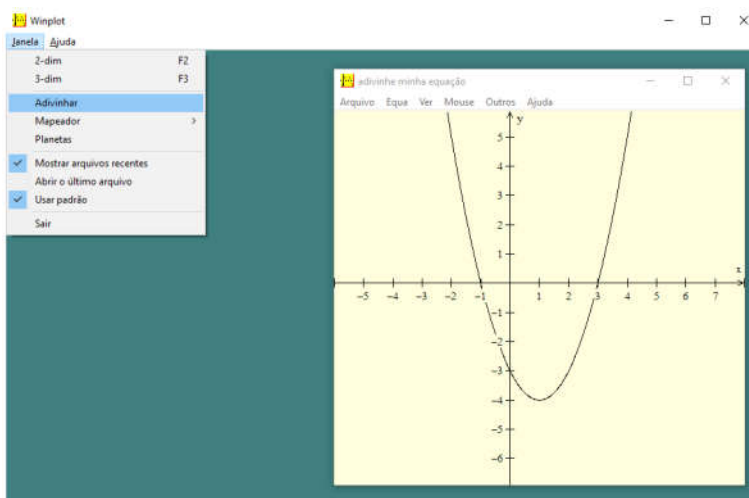 Winplot
Janela Ajuda
2-dim F2
3-dim F3
Adivinhar
Mapeador
Planetas
Mostrar arquivos recentes
Abrir o último arquivo
Usar padrão
Sair
adivinhe minha equação
Arquivo Equa Ver Mouse Outros Ajuda
y
5
4
3
2
1
x
-5 -4 -3 -2 -1 1 2 3 4 5 6 7
-1
-2
-3
-4
-5
-6